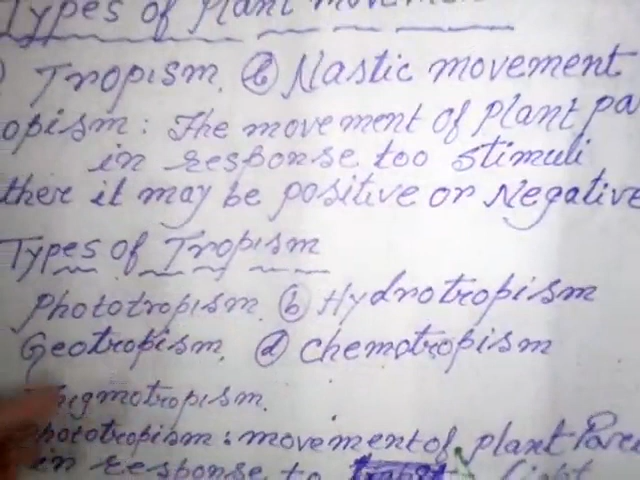 Types of Plant movemen
Tropism. (b) Nastic movement
opism: The movement of plant pa
in response too stimuli
there it may be positive or Negative
Types of Tropism
Phototropism. (b) Hydrotropism
Geotropism. (d) Chemotropism
higmotropism.
Phototropism: movement of plant
in response to light